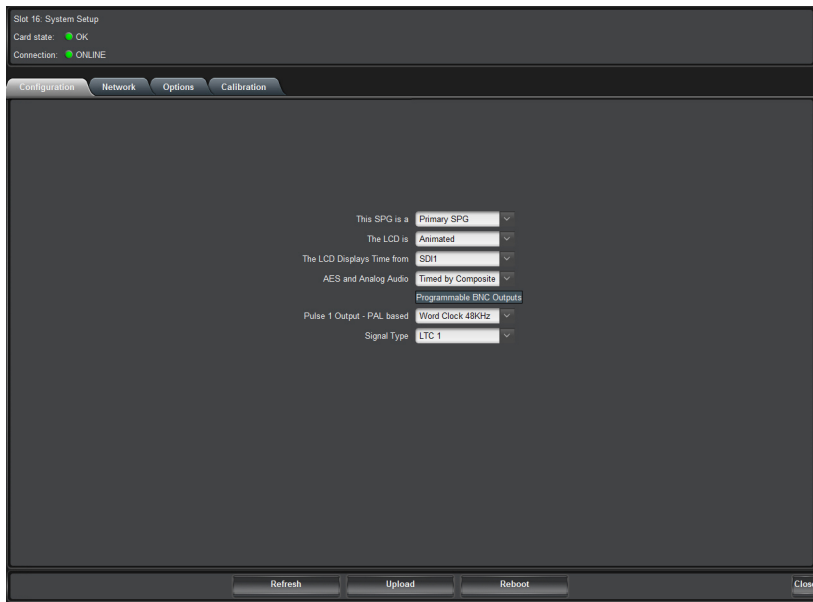 Slot 16: System Setup
Card state: OK
Connection: ONLINE
Configuration Network Options Calibration
This SPG is a Primary SPG
The LCD is Animated
The LCD Displays Time from SDI1
AES and Analog Audio Timed by Composite
Programmable BNC Outputs
Pulse 1 Output - PAL based Word Clock 48KHz
Signal Type LTC 1
Refresh Upload Reboot Close